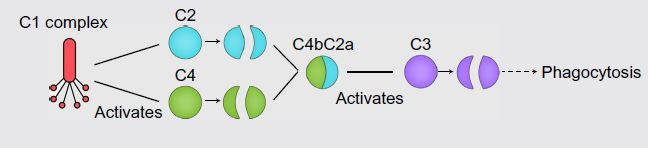 C1 complex
C2
C4
Activates
C4bC2a
C3
Activates
Phagocytosis